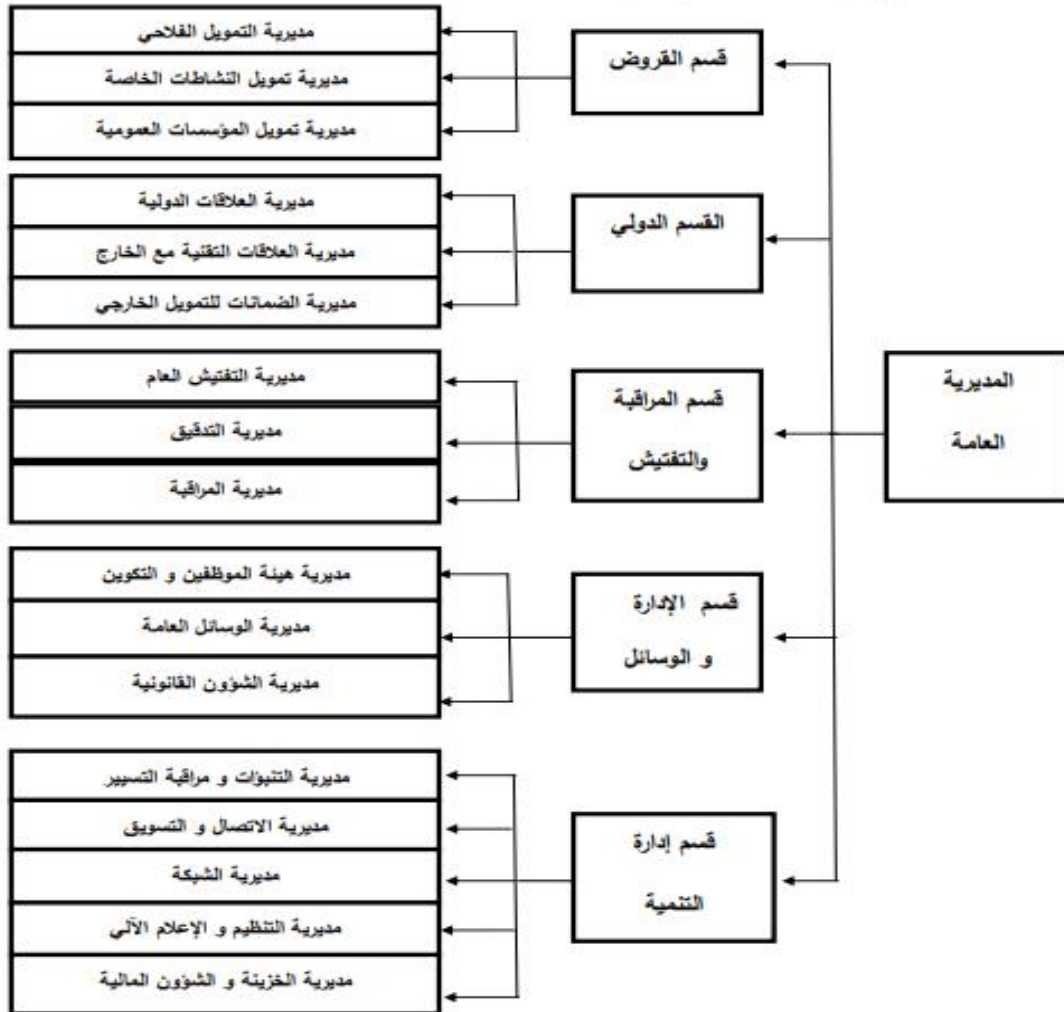 المديرية
العامة
قسم القروض
مديرية التمويل الفلاحي
مديرية تمويل النشاطات الخاصة
مديرية تمويل المؤسسات العمومية
القسم الدولي
مديرية العلاقات الدولية
مديرية العلاقات التقنية مع الخارج
مديرية الضمانات للتمويل الخارجي
قسم المراقبة
والتفتيش
مديرية التفتيش العام
مديرية التدقيق
مديرية المراقبة
قسم الإدارة
و الوسائل
مديرية هيئة الموظفين و التكوين
مديرية الوسائل العامة
مديرية الشؤون القانونية
قسم إدارة
التنمية
مديرية التنبؤات و مراقبة التسيير
مديرية الاتصال و التسويق
مديرية الشبكة
مديرية التنظيم و الإعلام الآلي
مديرية الخزينة و الشؤون المالية